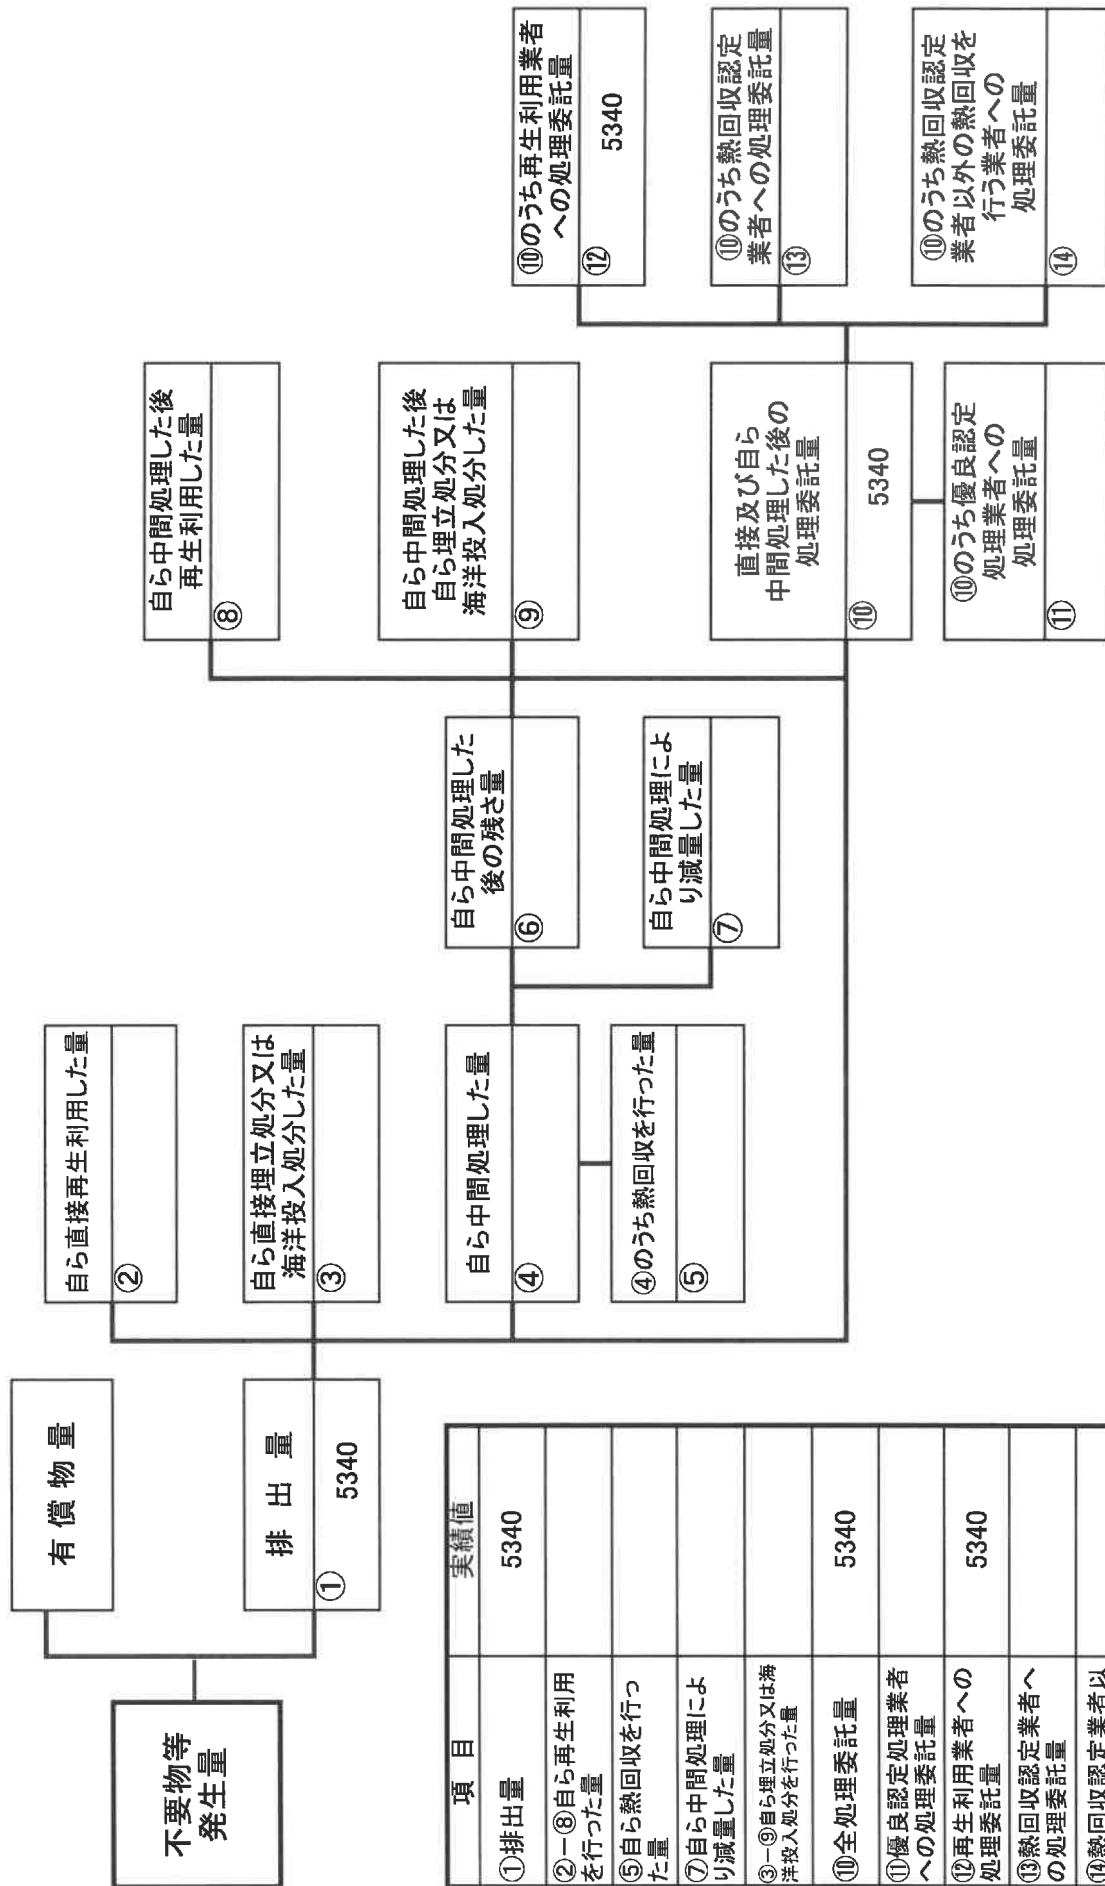 不要物等
発生量
有 償 物 量
排 出 量
①
5340
自ら直接再生利用した量
②
自ら直接埋立処分又は
海洋投入処分した量
③
自ら中間処理した量
④
④のうち熱回収を行った量
⑤
自ら中間処理した
後の残さ量
⑥
自ら中間処理によ
り減量した量
⑦
自ら中間処理した後
再生利用した量
⑧
自ら中間処理した後
自ら埋立処分又は
海洋投入処分した量
⑨
直接及び自ら
中間処理した後の
処理委託量
⑩
5340
⑩のうち優良認定
処理業者への
処理委託量
⑪
⑩のうち再生利用業者
への処理委託量
⑫
5340
⑩のうち熱回収認定
業者への処理委託量
⑬
⑩のうち熱回収認定
業者以外の熱回収を
行う業者への
処理委託量
⑭
項 目
実績値
①排出量
5340
②ー⑧自ら再生利用
を行った量
⑤自ら熱回収を行っ
た量
⑦自ら中間処理によ
り減量した量
③ー⑨自ら埋立処分又は海
洋投入処分を行った量
⑩全処理委託量
5340
⑪優良認定処理業者
への処理委託量
⑫再生利用業者への
処理委託量
5340
⑬熱回収認定業者へ
の処理委託量
⑭熱回収認定業者以